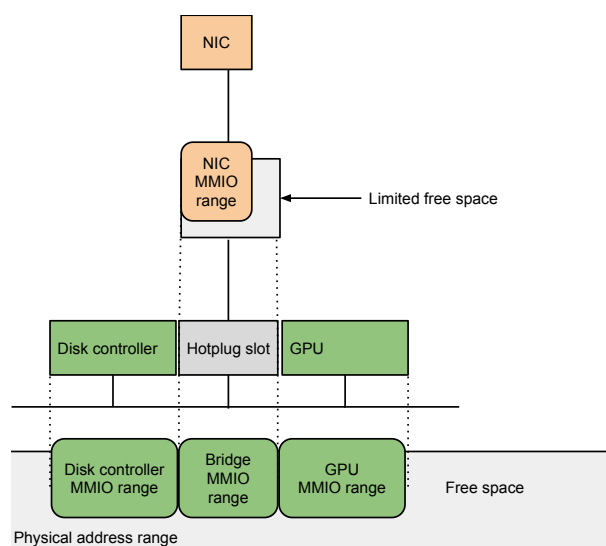 NIC
NIC
MMIO
range
Limited free space
Disk controller
Hotplug slot
GPU
Disk controller
MMIO range
Bridge
MMIO
range
GPU
MMIO range
Free space
Physical address range